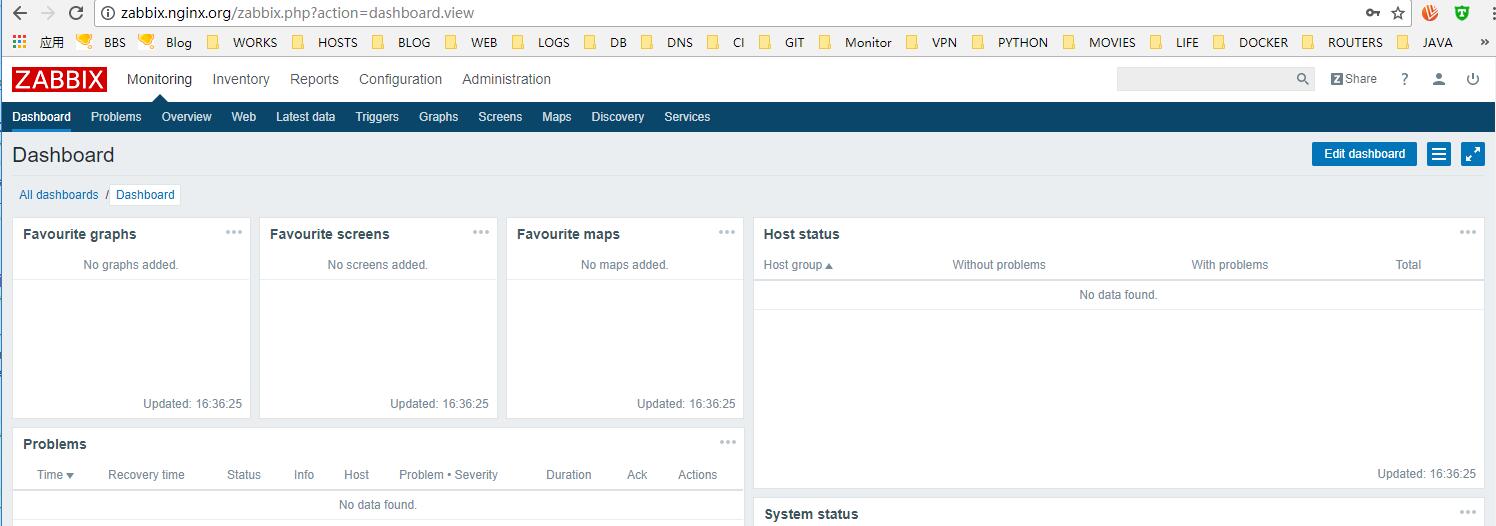 zabbix.nginx.org/zabbix.php?action=dashboard.view
应用 BBS Blog WORKS HOSTS BLOG WEB LOGS DB DNS CI GIT Monitor VPN PYTHON MOVIES LIFE DOCKER ROUTERS JAVA »
ZABBIX Monitoring Inventory Reports Configuration Administration Z Share ?
Dashboard Problems Overview Web Latest data Triggers Graphs Screens Maps Discovery Services
Dashboard Edit dashboard
All dashboards / Dashboard
Favourite graphs
No graphs added.
Updated: 16:36:25
Favourite screens
No screens added.
Updated: 16:36:25
Favourite maps
No maps added.
Updated: 16:36:25
Host status
Host group Without problems With problems Total
No data found.
Updated: 16:36:25
Problems
Time Recovery time Status Info Host Problem • Severity Duration Ack Actions
No data found.
System status